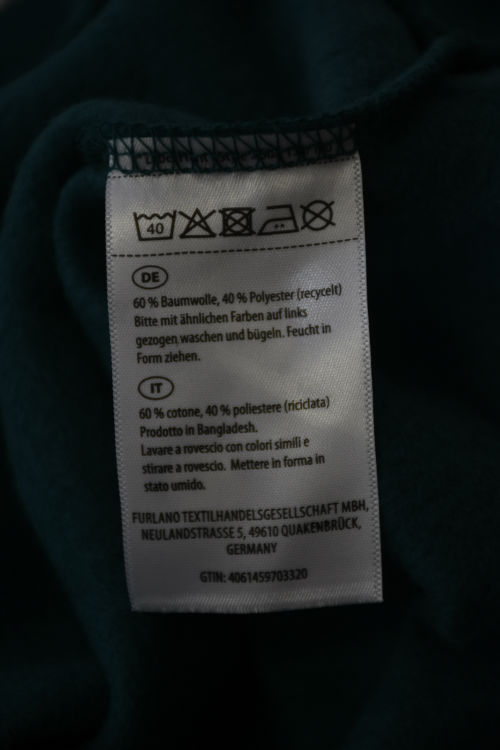 40
DE
60 % Baumwolle, 40 % Polyester (recycelt)
Bitte mit ähnlichen Farben auf links
gezogen waschen und bügeln. Feucht in
Form ziehen.
IT
60 % cotone, 40 % poliestere (riciclata)
Prodotto in Bangladesh.
Lavare a rovescio con colori simili e
stirare a rovescio. Mettere in forma in
stato umido.
FURLANO TEXTILHANDELSGESELLSCHAFT MBH,
NEULANDSTRASSE 5, 49610 QUAKENBRÜCK,
GERMANY
GTIN: 4061459703320